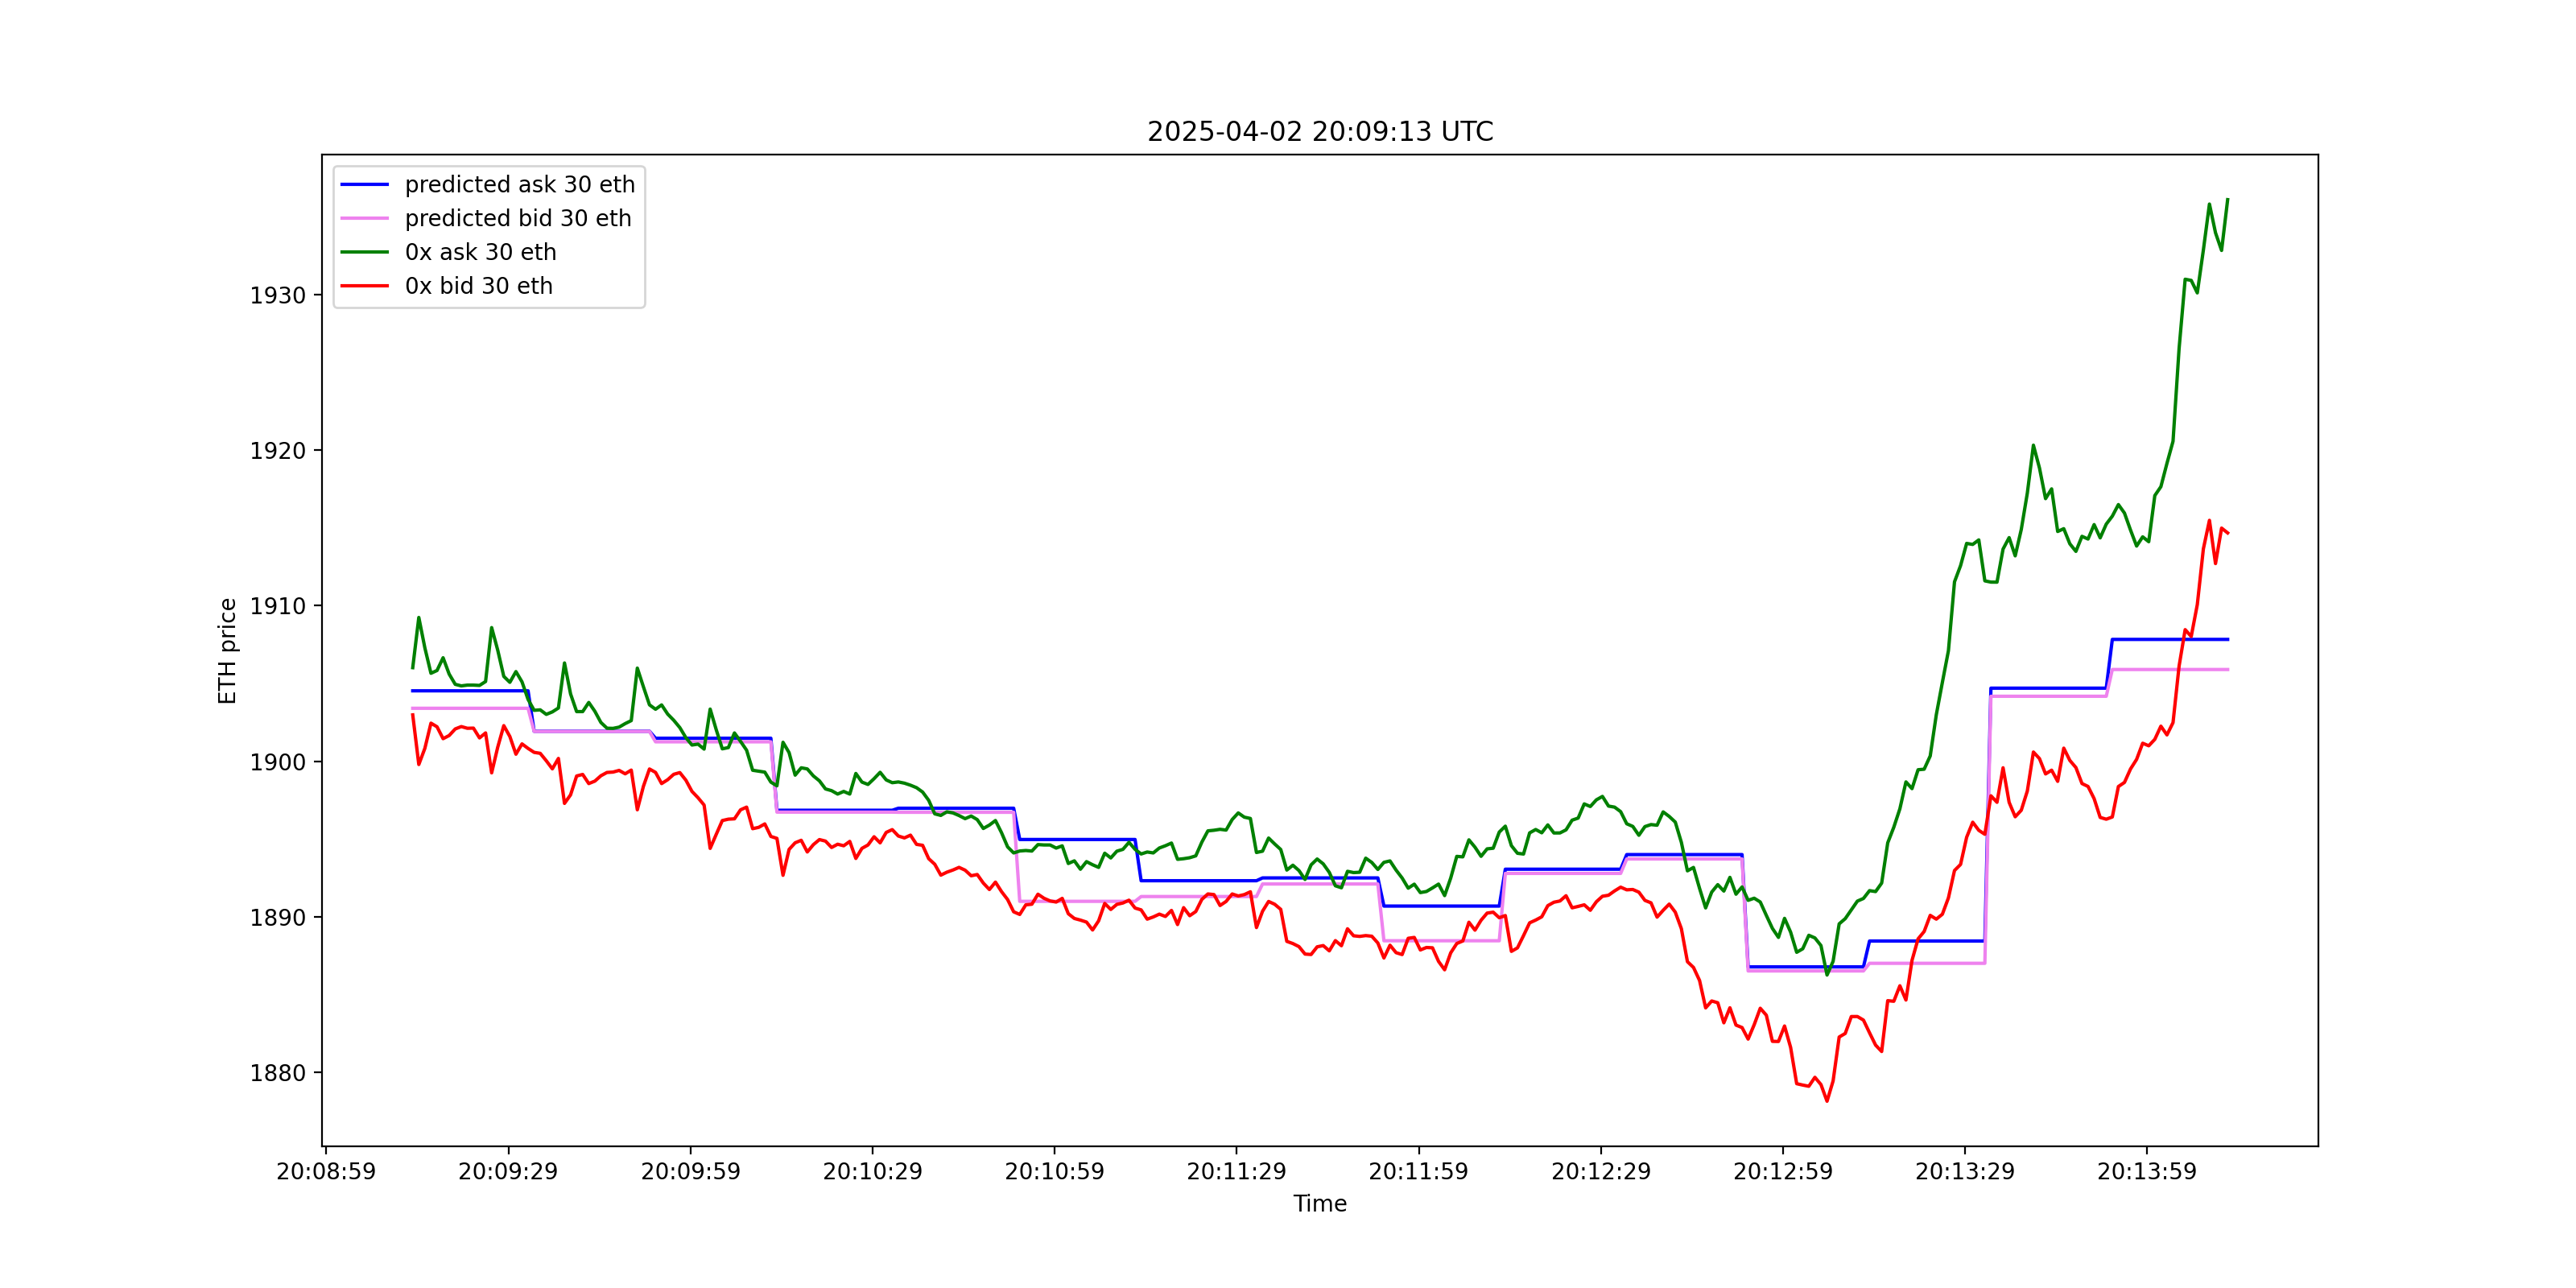 2025-04-02 20:09:13 UTC
predicted ask 30 eth
predicted bid 30 eth
0x ask 30 eth
0x bid 30 eth
ETH price
1930
1920
1910
1900
1890
1880
20:08:59 20:09:29 20:09:59 20:10:29 20:10:59 20:11:29 20:11:59 20:12:29 20:12:59 20:13:29 20:13:59
Time